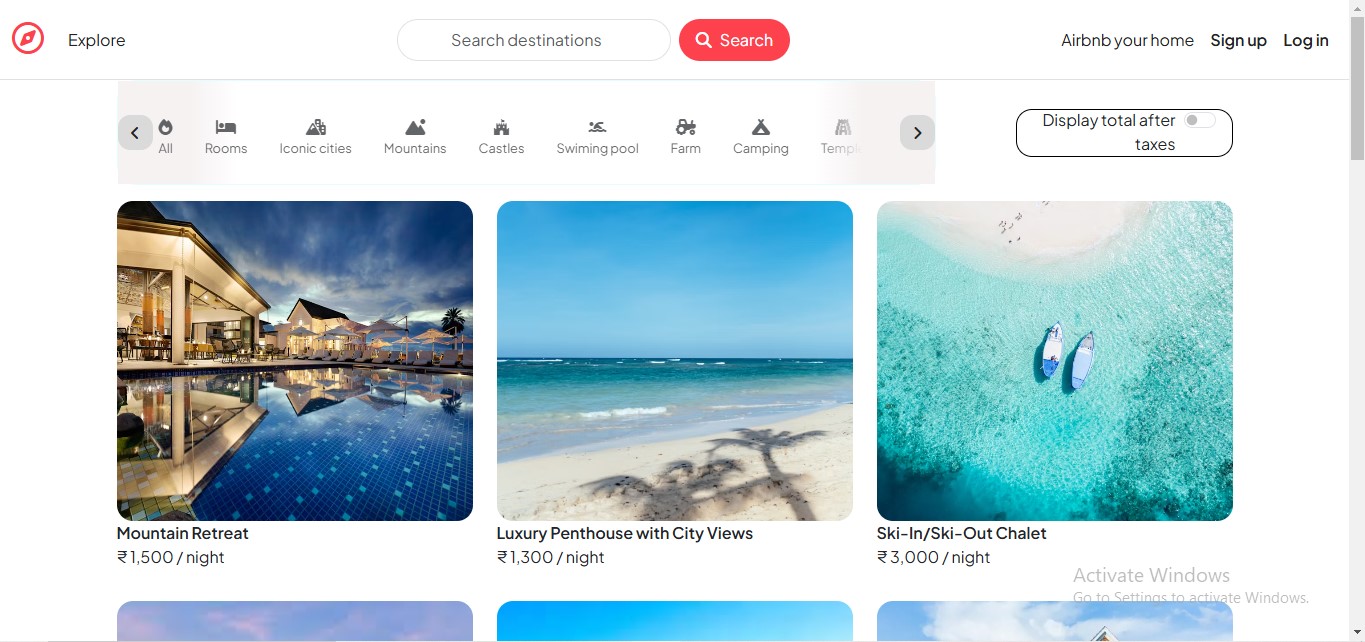 Explore
Search destinations
Search
Airbnb your home
Sign up
Log in
All
Rooms
Iconic cities
Mountains
Castles
Swiming pool
Farm
Camping
Temple
Display total after
taxes
Mountain Retreat
₹ 1,500 / night
Luxury Penthouse with City Views
₹ 1,300 / night
Ski-In/Ski-Out Chalet
₹ 3,000 / night
Activate Windows
Go to Settings to activate Windows.